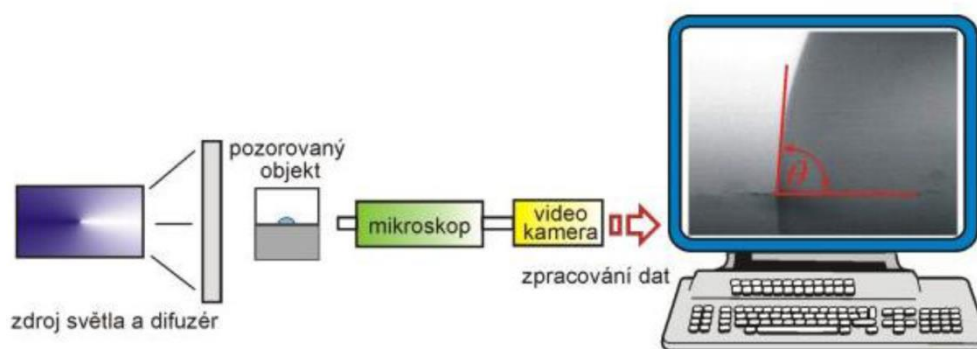 pozorovaný
objekt
mikroskop
video
kamera
zpracování dat
zdroj světla a difuzér
θ